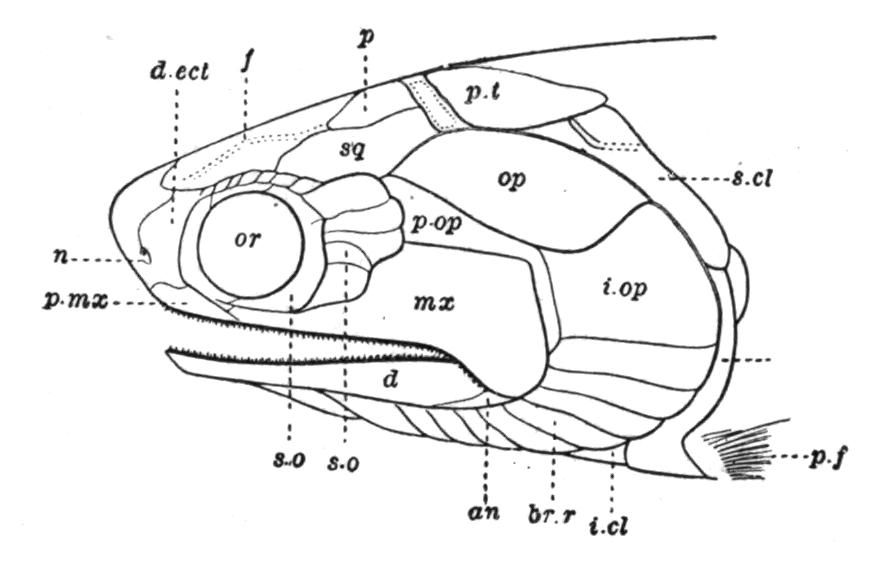 p
d.ect
f
p.t
sq
op
s.cl
p.op
or
n
i.op
p.mx
mx
d
s.o
s.o
p.f
an
br.r
i.cl